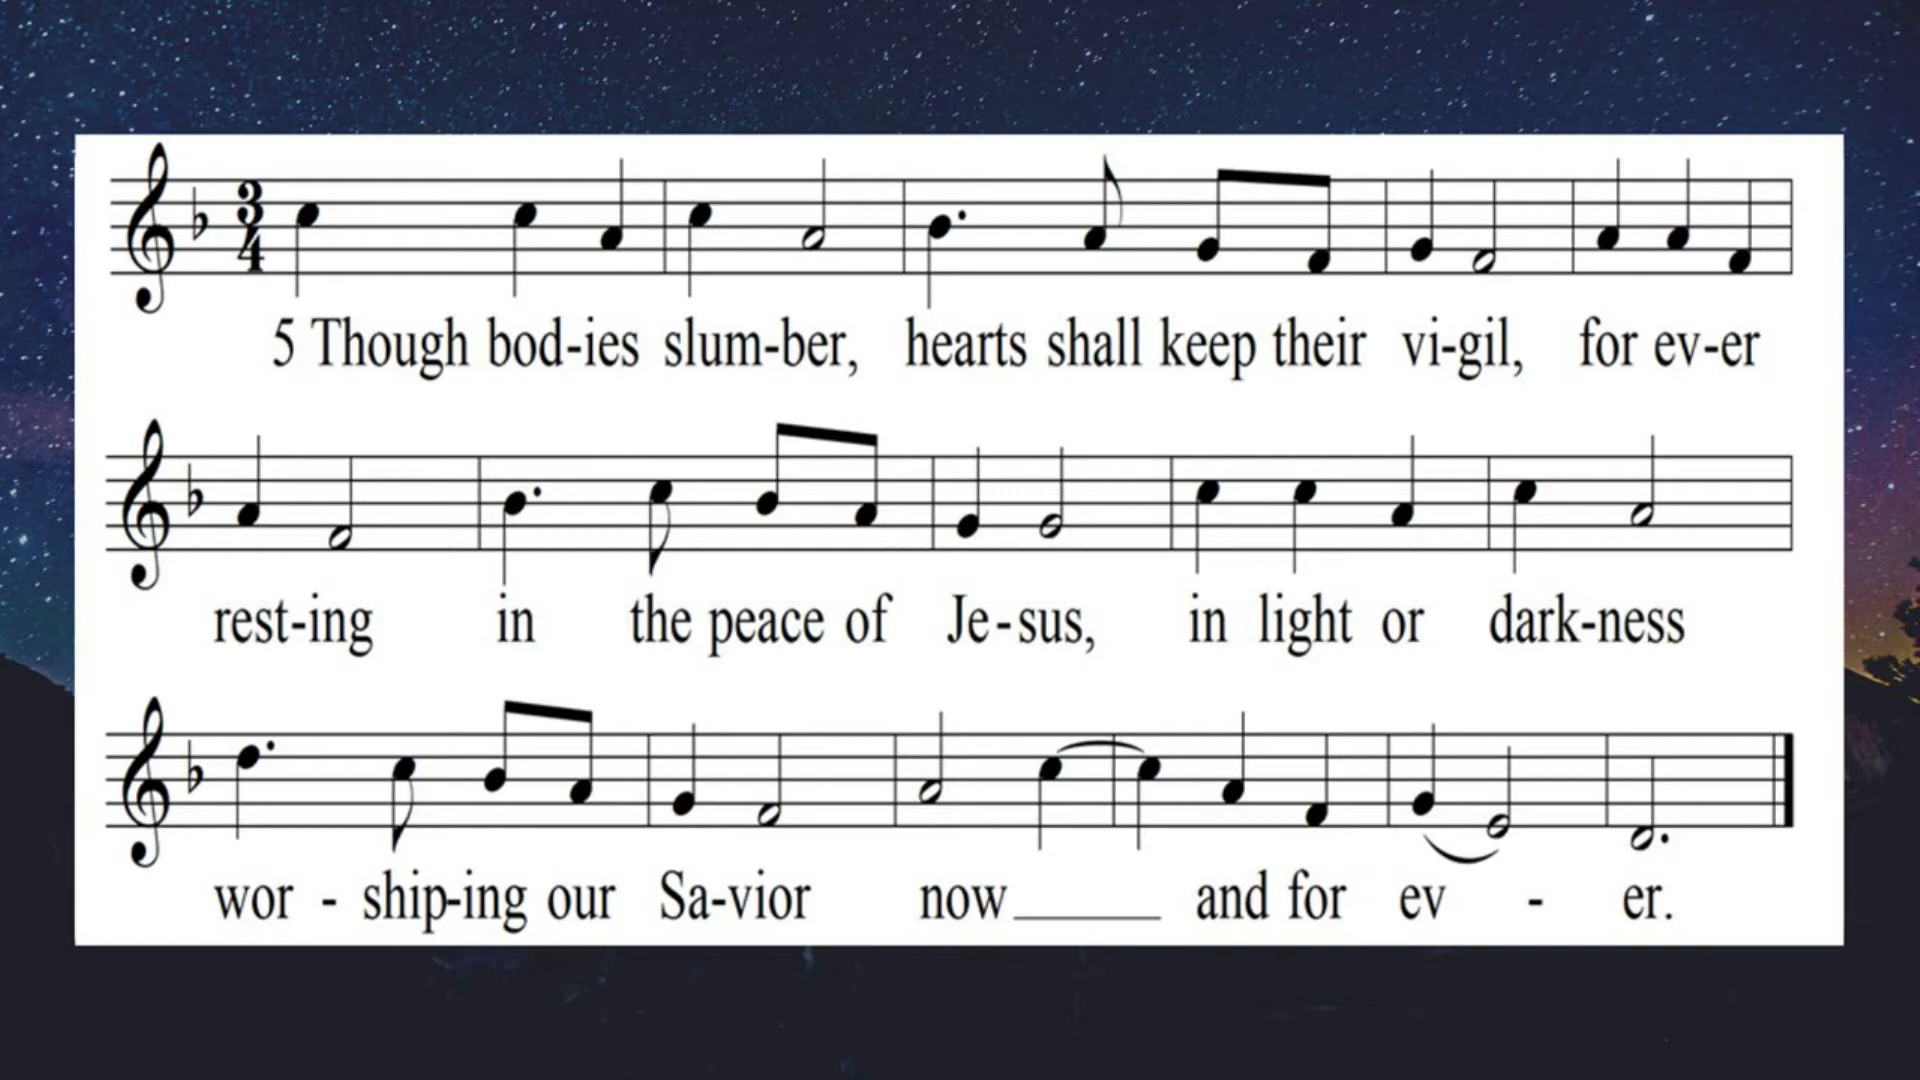 5 Though bod-ies slum-ber, hearts shall keep their vi-gil, for ev-er
rest-ing in the peace of Je-sus, in light or dark-ness
wor - ship-ing our Sa-vior now_____ and for ev - er.